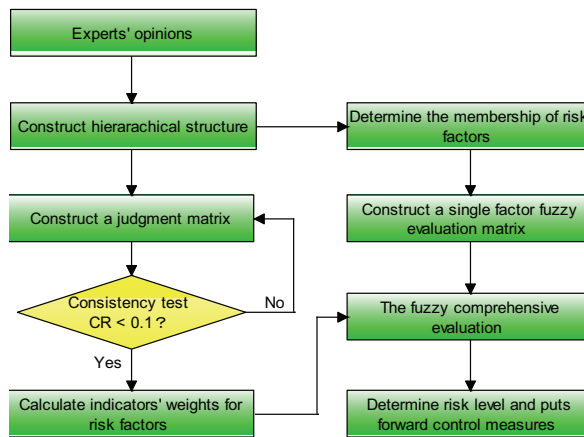 Experts' opinions
Construct hierarachical structure
Construct a judgment matrix
Consistency test
CR < 0.1?
No
Yes
Calculate indicators' weights for
risk factors
Determine the membership of risk
factors
Construct a single factor fuzzy
evaluation matrix
The fuzzy comprehensive
evaluation
Determine risk level and puts
forward control measures